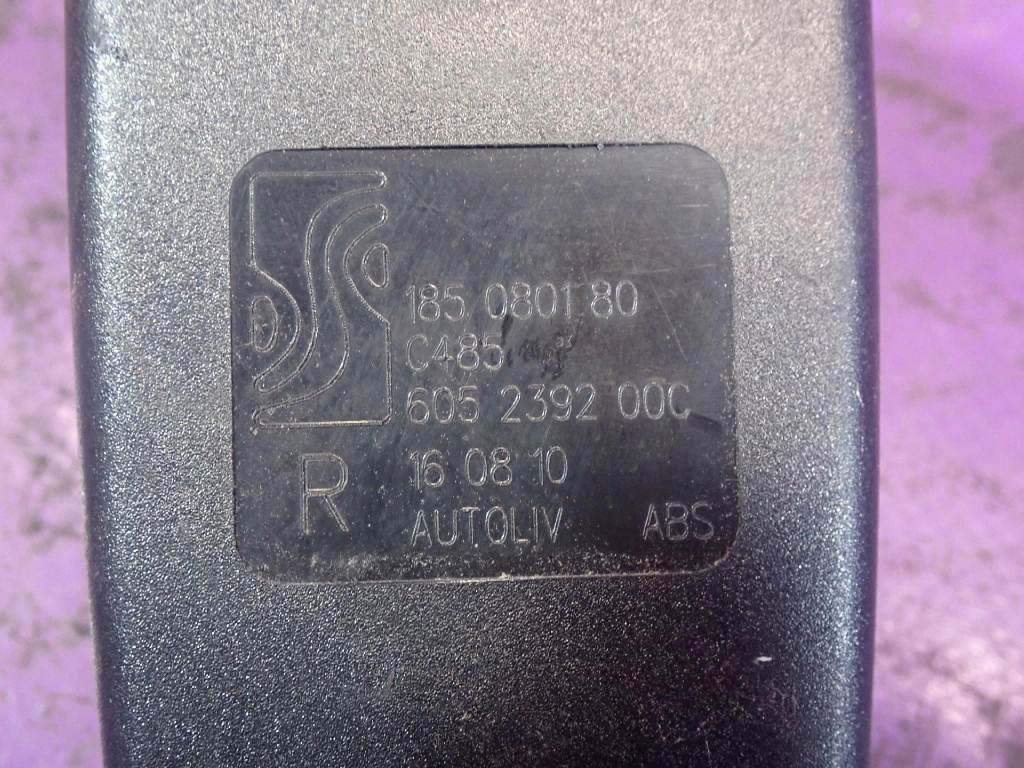 185 0801 80
C485
605 2392 00C
R
16 08 10
AUTOLIV ABS